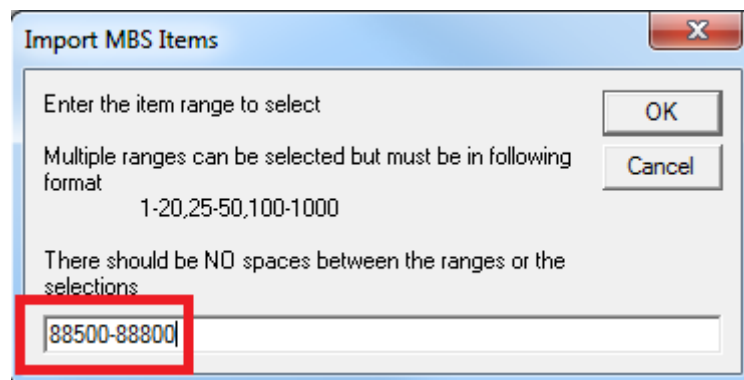 Import MBS Items
Enter the item range to select
OK
Multiple ranges can be selected but must be in following
format
Cancel
1-20,25-50,100-1000
There should be NO spaces between the ranges or the
selections
88500-88800